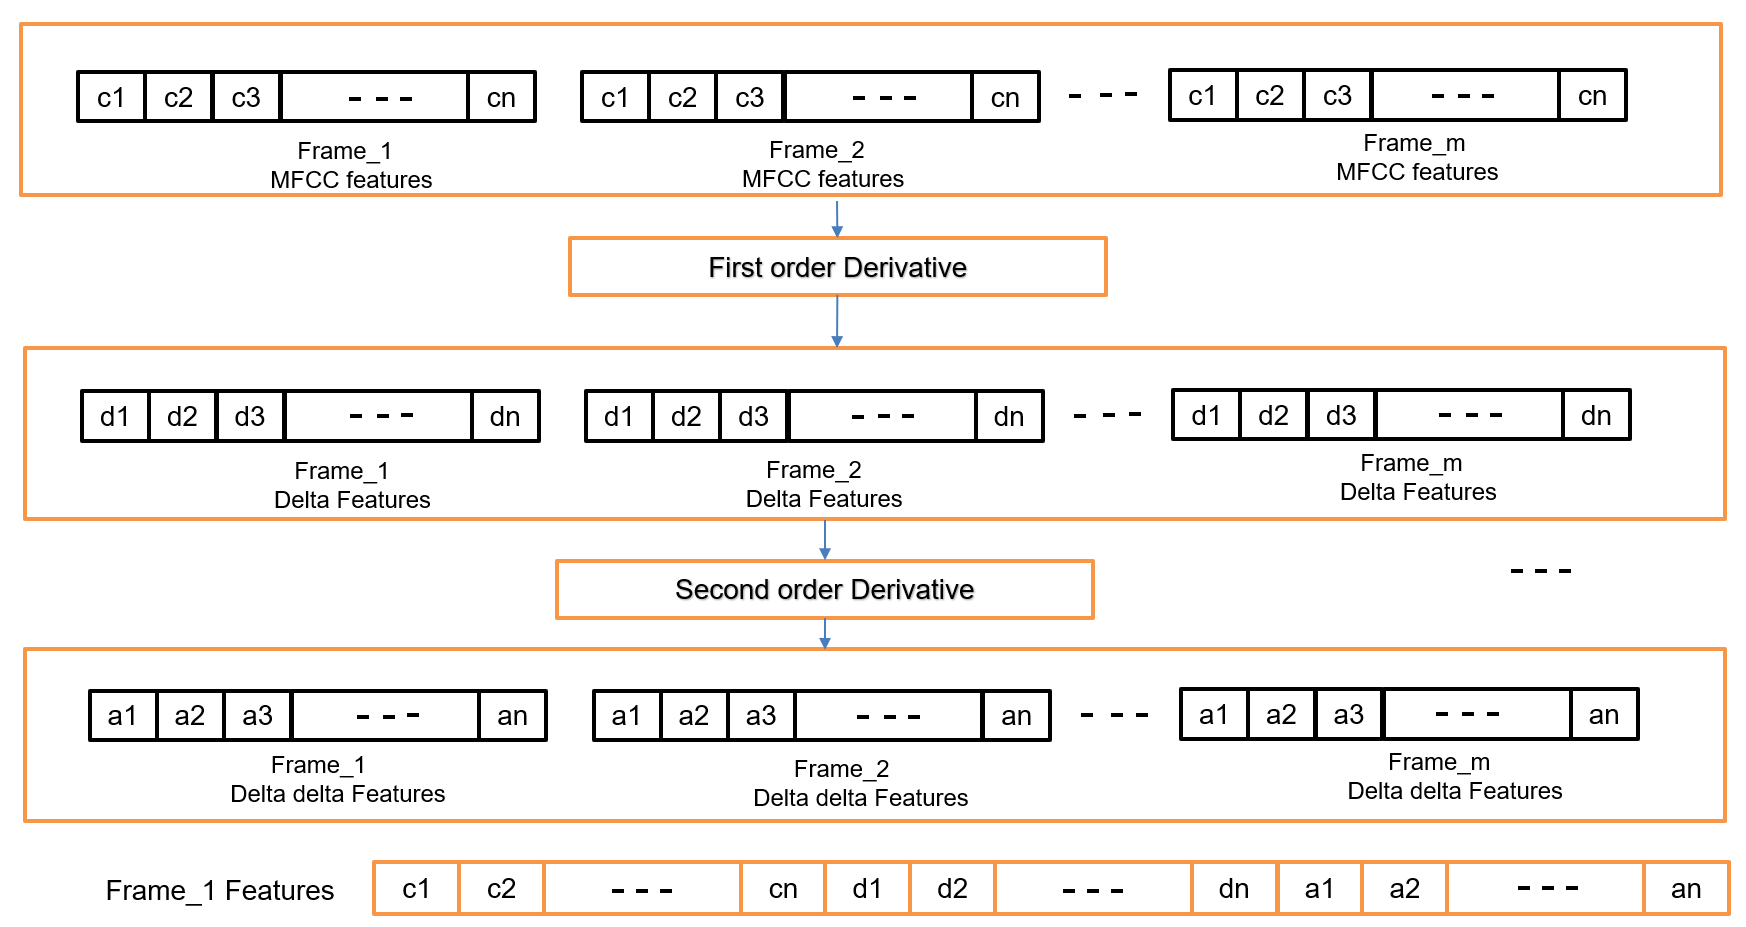 c1 c2 c3 - - - cn c1 c2 c3 - - - cn - - - c1 c2 c3 - - - cn
Frame_1 Frame_2 Frame_m
MFCC features MFCC features MFCC features
First order Derivative
d1 d2 d3 - - - dn d1 d2 d3 - - - dn - - - d1 d2 d3 - - - dn
Frame_1 Frame_2 Frame_m
Delta Features Delta Features Delta Features
Second order Derivative - - -
a1 a2 a3 - - - an a1 a2 a3 - - - an - - - a1 a2 a3 - - - an
Frame_1 Frame_2 Frame_m
Delta delta Features Delta delta Features Delta delta Features
Frame_1 Features c1 c2 - - - cn d1 d2 - - - dn a1 a2 - - - an